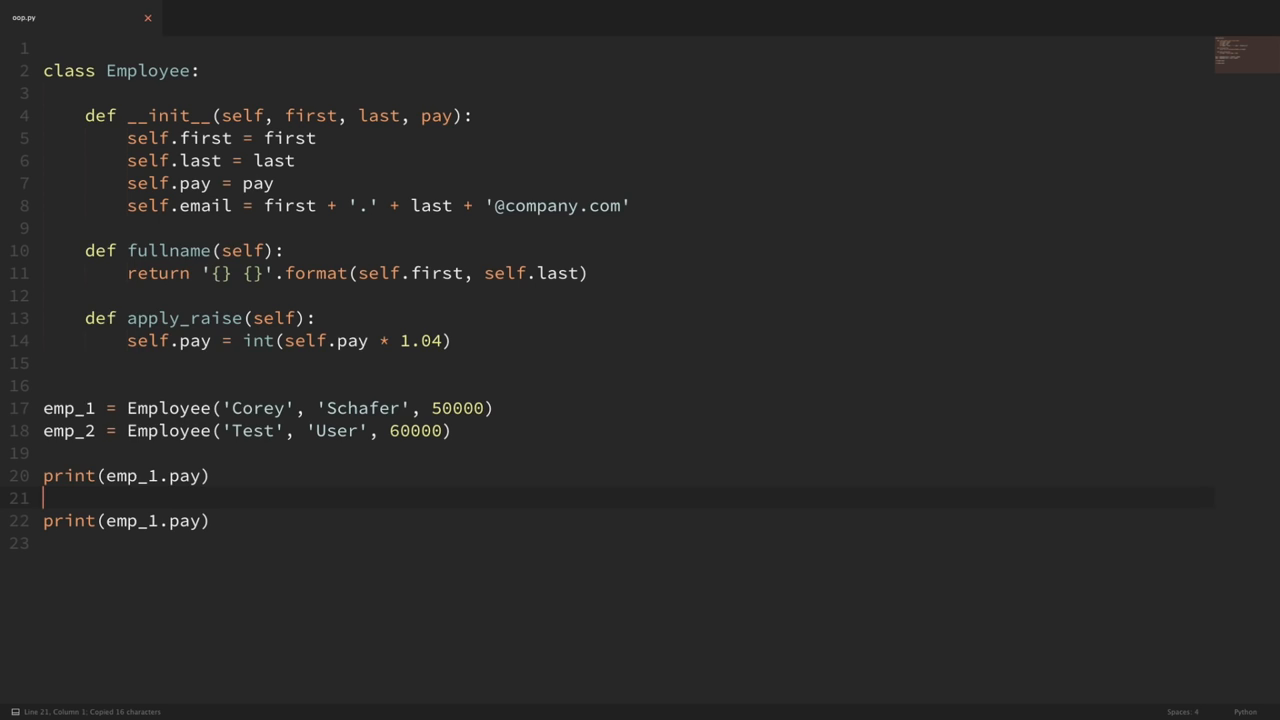 oop.py ×
1
2 class Employee:
3
4     def __init__(self, first, last, pay):
5         self.first = first
6         self.last = last
7         self.pay = pay
8         self.email = first + '.' + last + '@company.com'
9
10     def fullname(self):
11         return '{} {}'.format(self.first, self.last)
12
13     def apply_raise(self):
14         self.pay = int(self.pay * 1.04)
15
16
17 emp_1 = Employee('Corey', 'Schafer', 50000)
18 emp_2 = Employee('Test', 'User', 60000)
19
20 print(emp_1.pay)
21
22 print(emp_1.pay)
23
Line 21, Column 1; Copied 16 characters Spaces: 4 Python